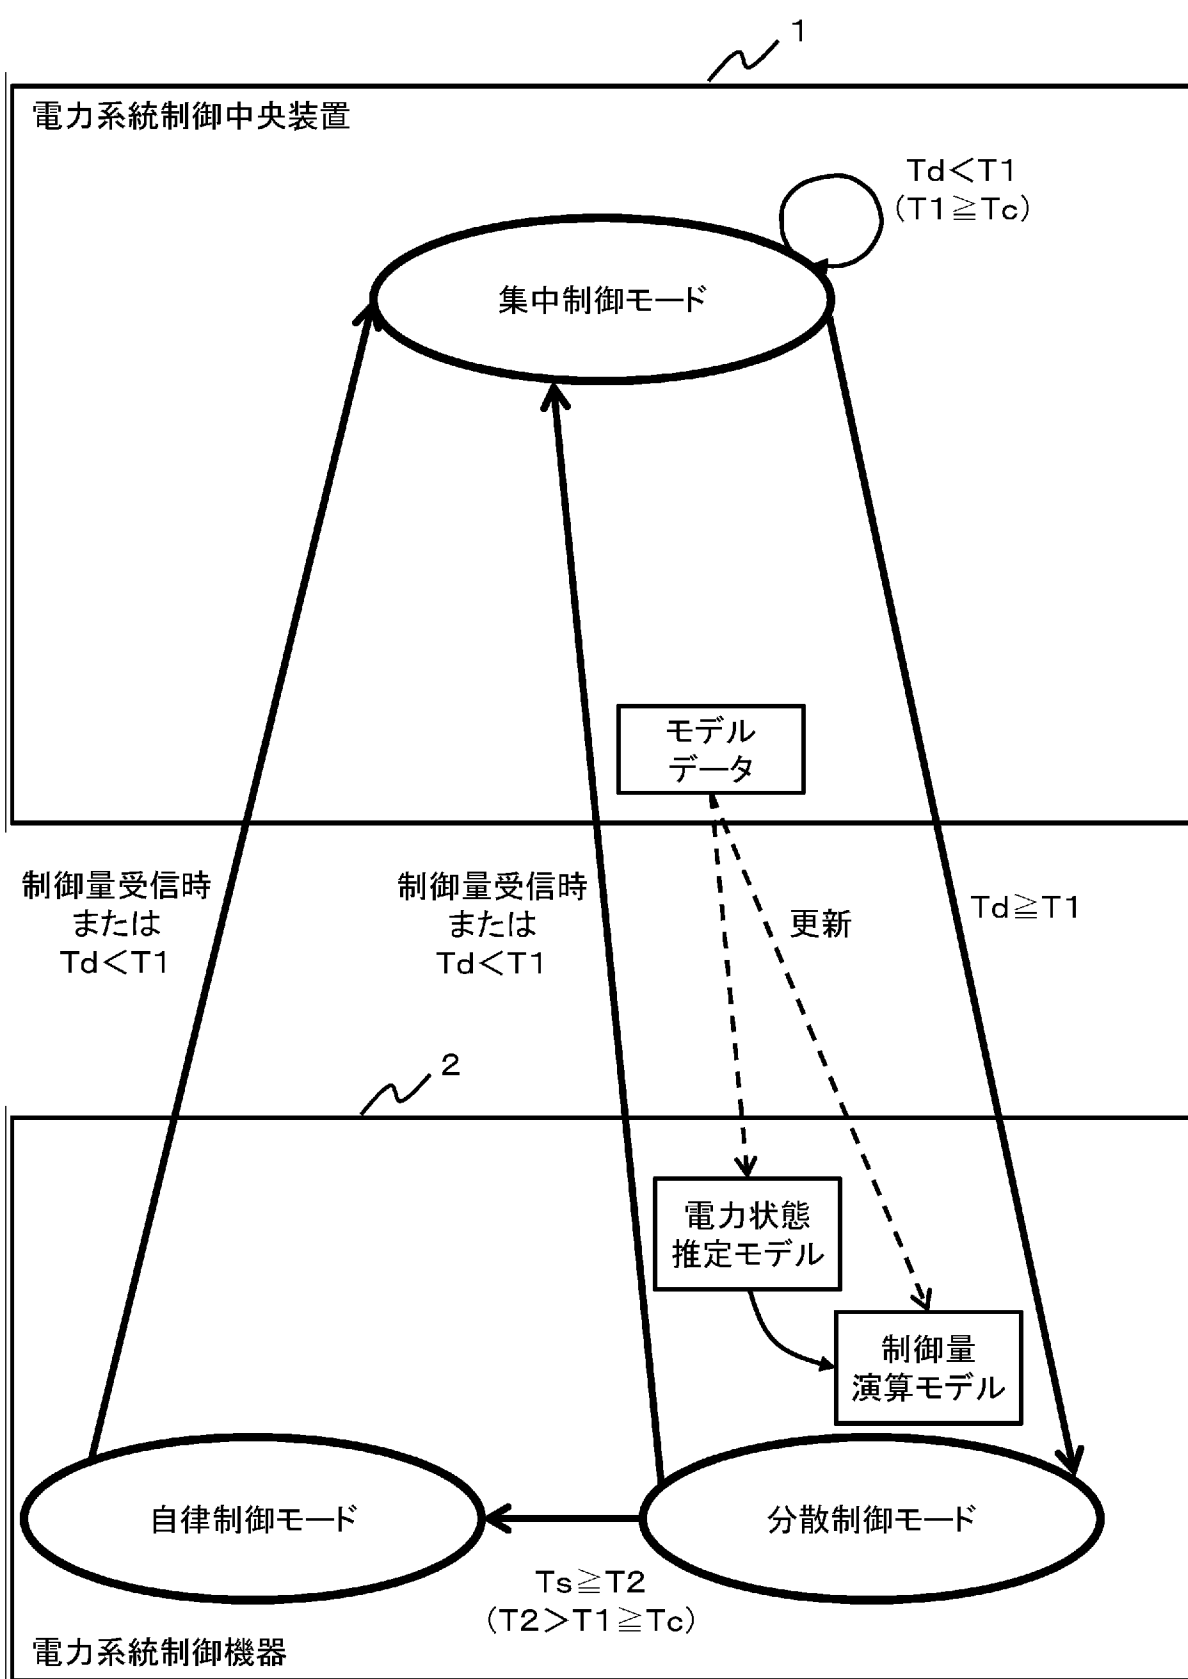 1
電力系統制御中央装置
Td<T1
(T1≧Tc)
集中制御モード
モデル
データ
制御量受信時
または
Td<T1
制御量受信時
または
Td<T1
更新
Td≧T1
2
電力状態
推定モデル
制御量
演算モデル
自律制御モード
分散制御モード
Ts≧T2
(T2>T1≧Tc)
電力系統制御機器